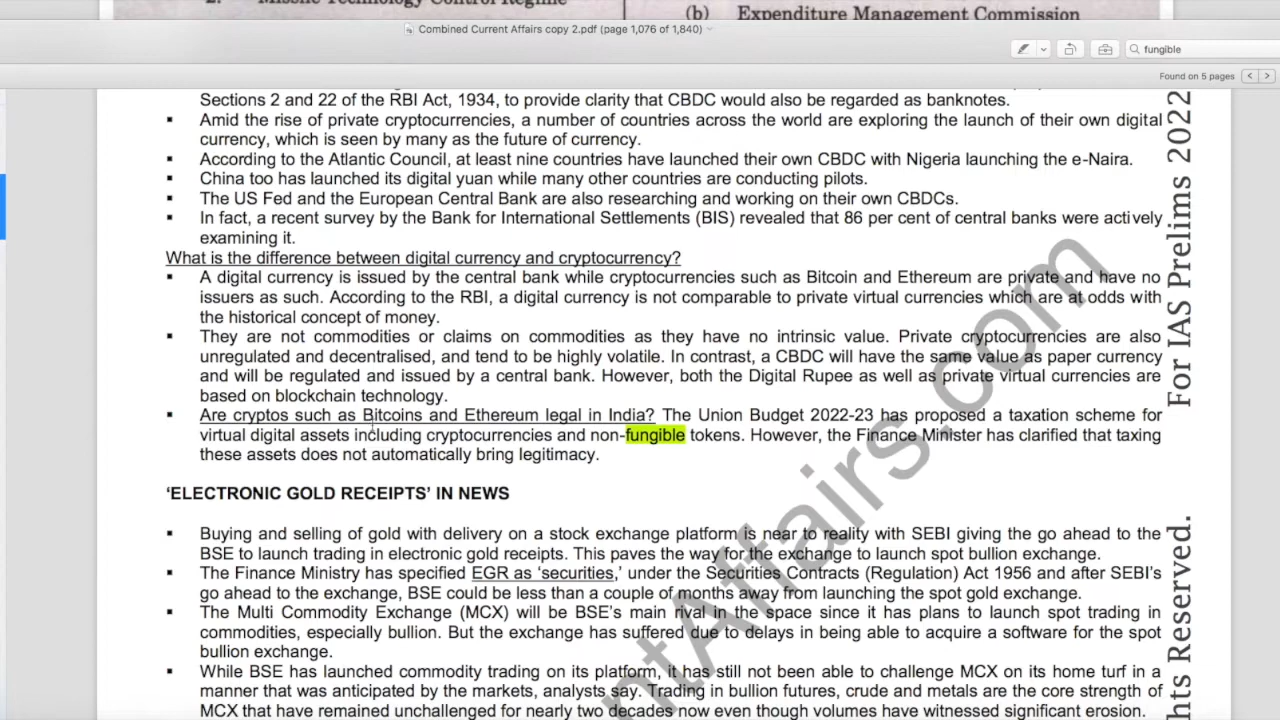 2. Missile Technology Control Regime
(b) Expenditure Management Commission
Combined Current Affairs copy 2.pdf (page 1,076 of 1,840)
fungible
Found on 5 pages
Sections 2 and 22 of the RBI Act, 1934, to provide clarity that CBDC would also be regarded as banknotes.
▪ Amid the rise of private cryptocurrencies, a number of countries across the world are exploring the launch of their own digital
currency, which is seen by many as the future of currency.
▪ According to the Atlantic Council, at least nine countries have launched their own CBDC with Nigeria launching the e-Naira.
▪ China too has launched its digital yuan while many other countries are conducting pilots.
▪ The US Fed and the European Central Bank are also researching and working on their own CBDCs.
▪ In fact, a recent survey by the Bank for International Settlements (BIS) revealed that 86 per cent of central banks were actively
examining it.
What is the difference between digital currency and cryptocurrency?
▪ A digital currency is issued by the central bank while cryptocurrencies such as Bitcoin and Ethereum are private and have no
issuers as such. According to the RBI, a digital currency is not comparable to private virtual currencies which are at odds with
the historical concept of money.
▪ They are not commodities or claims on commodities as they have no intrinsic value. Private cryptocurrencies are also
unregulated and decentralised, and tend to be highly volatile. In contrast, a CBDC will have the same value as paper currency
and will be regulated and issued by a central bank. However, both the Digital Rupee as well as private virtual currencies are
based on blockchain technology.
▪ Are cryptos such as Bitcoins and Ethereum legal in India? The Union Budget 2022-23 has proposed a taxation scheme for
virtual digital assets including cryptocurrencies and non-fungible tokens. However, the Finance Minister has clarified that taxing
these assets does not automatically bring legitimacy.
‘ELECTRONIC GOLD RECEIPTS’ IN NEWS
▪ Buying and selling of gold with delivery on a stock exchange platform is near to reality with SEBI giving the go ahead to the
BSE to launch trading in electronic gold receipts. This paves the way for the exchange to launch spot bullion exchange.
▪ The Finance Ministry has specified EGR as ‘securities,’ under the Securities Contracts (Regulation) Act 1956 and after SEBI’s
go ahead to the exchange, BSE could be less than a couple of months away from launching the spot gold exchange.
▪ The Multi Commodity Exchange (MCX) will be BSE’s main rival in the space since it has plans to launch spot trading in
commodities, especially bullion. But the exchange has suffered due to delays in being able to acquire a software for the spot
bullion exchange.
▪ While BSE has launched commodity trading on its platform, it has still not been able to challenge MCX on its home turf in a
manner that was anticipated by the markets, analysts say. Trading in bullion futures, crude and metals are the core strength of
MCX that have remained unchallenged for nearly two decades now even though volumes have witnessed significant erosion.
For IAS Prelims 2022
hts Reserved.
ntAffairs.com